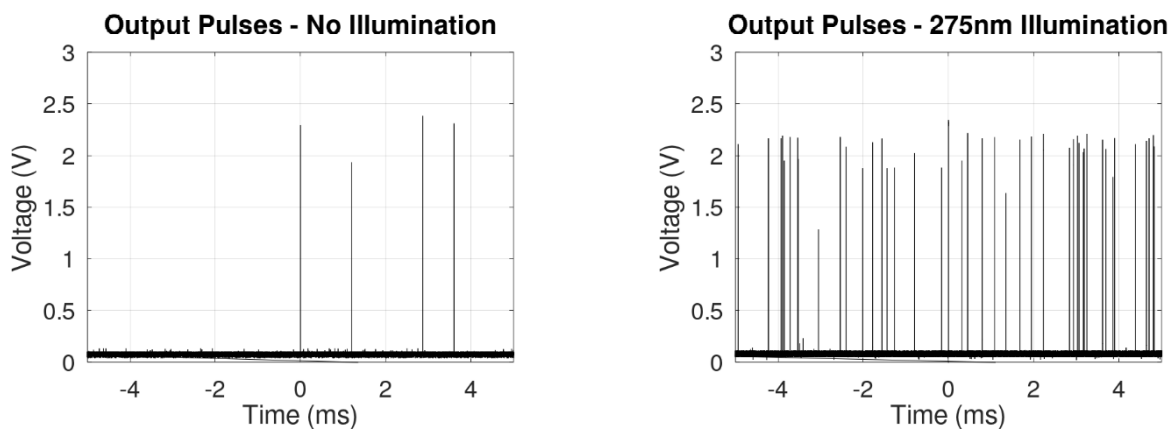 Output Pulses - No Illumination
3
2.5
2
1.5
1
0.5
0
Voltage (V)
-4 -2 0 2 4
Time (ms)
Output Pulses - 275nm Illumination
3
2.5
2
1.5
1
0.5
0
Voltage (V)
-4 -2 0 2 4
Time (ms)